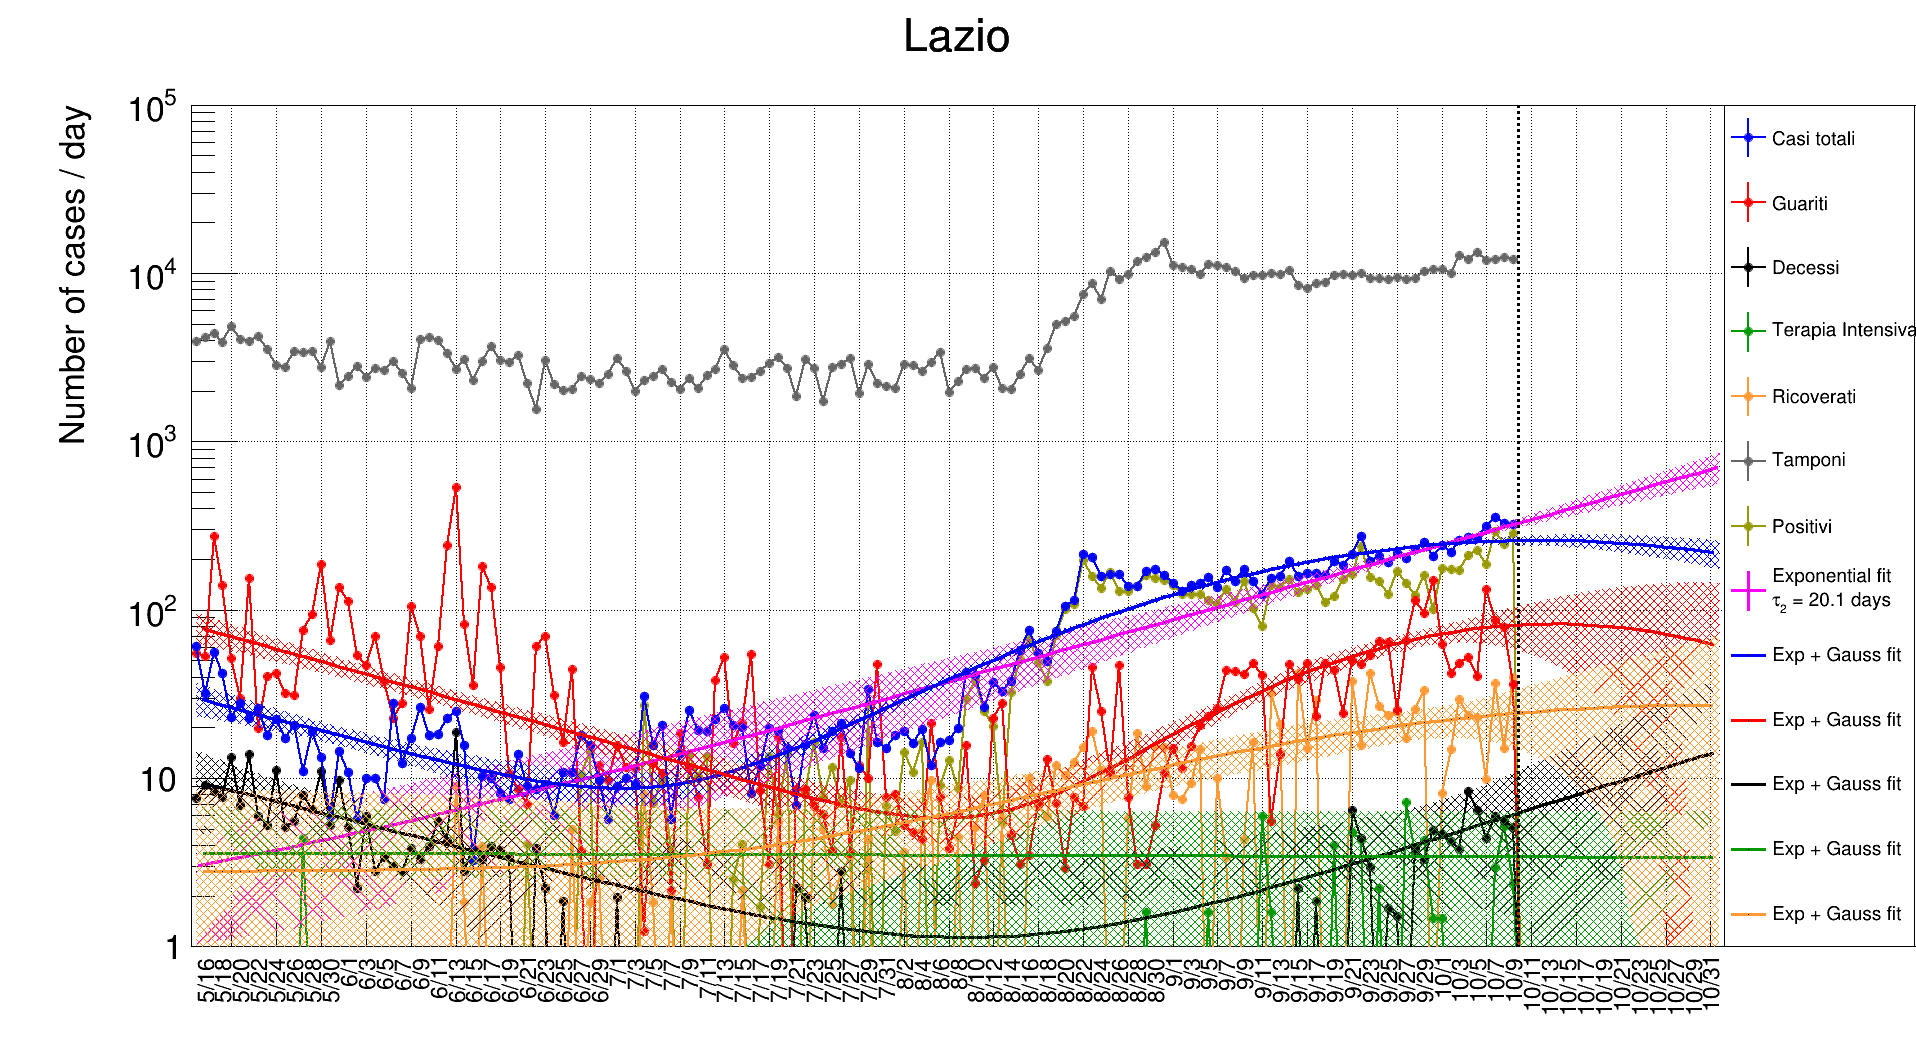 Lazio
Number of cases / day
10^5
10^4
10^3
10^2
10
1
5/16 5/18 5/20 5/22 5/24 5/26 5/28 5/30 6/1 6/3 6/5 6/7 6/9 6/11 6/13 6/15 6/17 6/19 6/21 6/23 6/25 6/27 6/29 7/1 7/3 7/5 7/7 7/9 7/11 7/13 7/15 7/17 7/19 7/21 7/23 7/25 7/27 7/29 7/31 8/2 8/4 8/6 8/8 8/10 8/12 8/14 8/16 8/18 8/20 8/22 8/24 8/26 8/28 8/30 9/1 9/3 9/5 9/7 9/9 9/11 9/13 9/15 9/17 9/19 9/21 9/23 9/25 9/27 9/29 10/1 10/3 10/5 10/7 10/9 10/11 10/13 10/15 10/17 10/19 10/21 10/23 10/25 10/27 10/29 10/31
Casi totali
Guariti
Decessi
Terapia Intensiva
Ricoverati
Tamponi
Positivi
Exponential fit
τ₂ = 20.1 days
Exp + Gauss fit
Exp + Gauss fit
Exp + Gauss fit
Exp + Gauss fit
Exp + Gauss fit